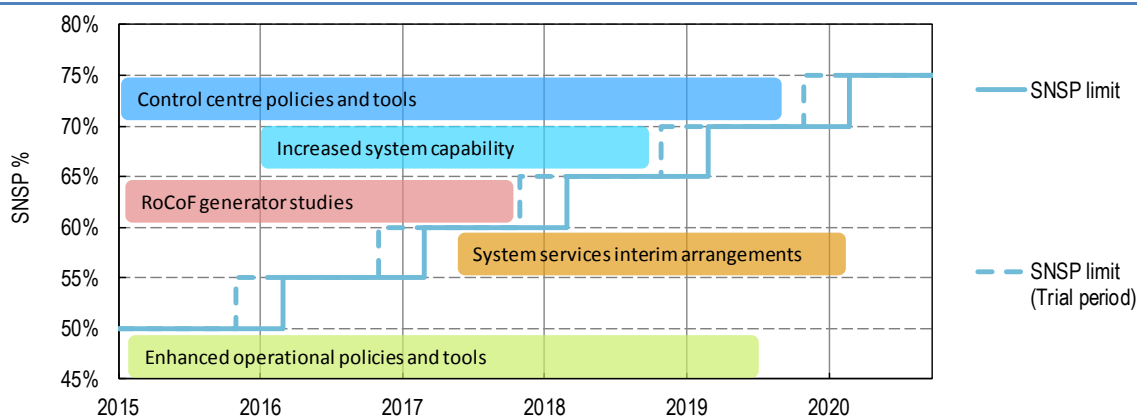 80%
75%
70%
65%
60%
55%
50%
45%
SNSP %
Control centre policies and tools
Increased system capability
RoCoF generator studies
System services interim arrangements
Enhanced operational policies and tools
2015 2016 2017 2018 2019 2020
SNSP limit
SNSP limit
(Trial period)